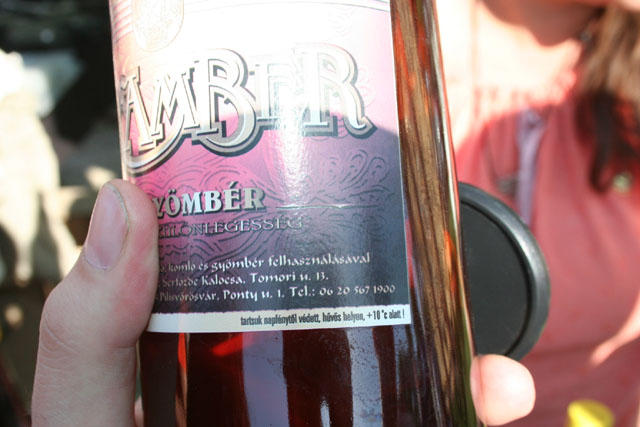 AMBER
YÖMBÉR
KÜLÖNLEGESSÉG
komló és gyömbér felhasználásával
Serfőzde Kalocsa, Tomori u. 13.
Pilisvörösvár, Ponty u. 1. Tel.: 06 20 567 1900
tartsuk napfénytől védett, hűvös helyen, +10 °c alatt !